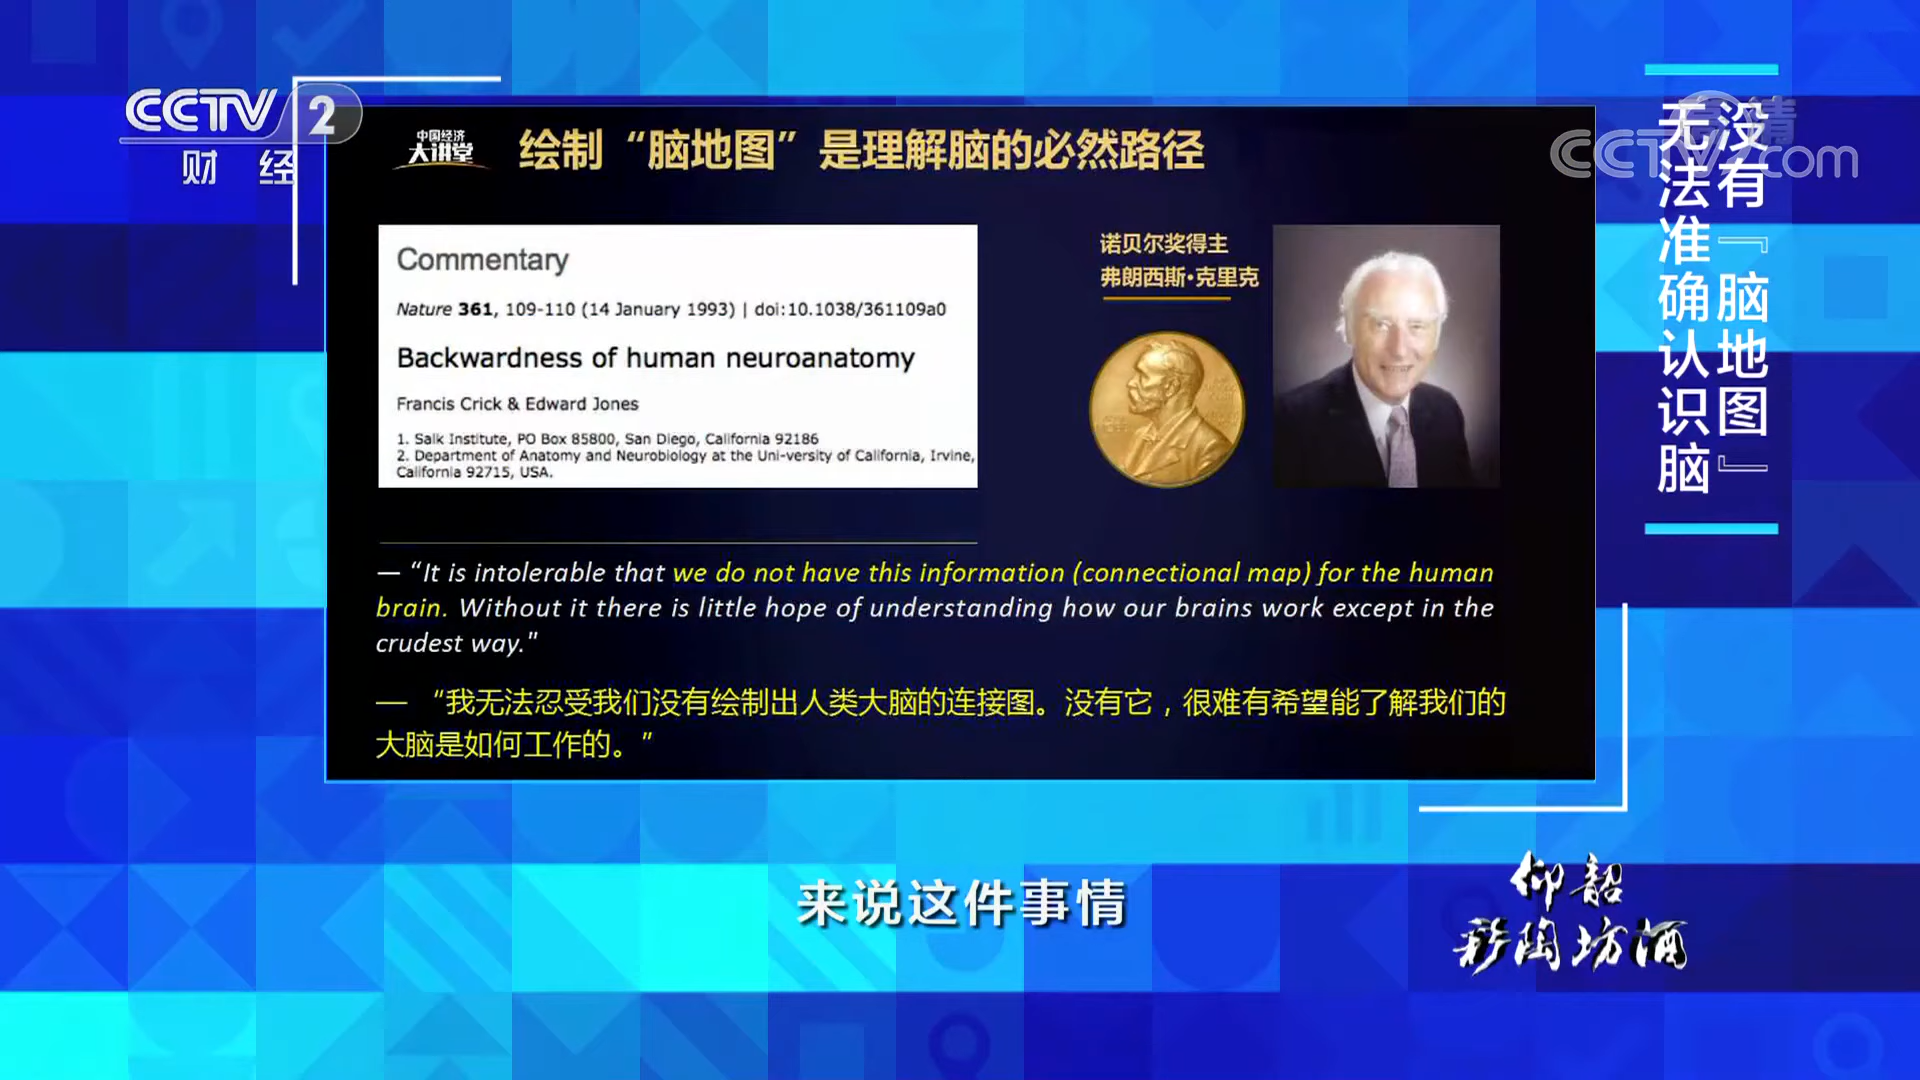 CCTV 2
财 经
中国经济
大讲堂
绘制“脑地图”是理解脑的必然路径
Commentary
Nature 361, 109-110 (14 January 1993) | doi:10.1038/361109a0
Backwardness of human neuroanatomy
Francis Crick & Edward Jones
1. Salk Institute, PO Box 85800, San Diego, California 92186
2. Department of Anatomy and Neurobiology at the Uni-versity of California, Irvine,
California 92715, USA.
诺贝尔奖得主
弗朗西斯·克里克
— “It is intolerable that we do not have this information (connectional map) for the human
brain. Without it there is little hope of understanding how our brains work except in the
crudest way."
— “我无法忍受我们没有绘制出人类大脑的连接图。没有它，很难有希望能了解我们的
大脑是如何工作的。”
没有『脑地图』
无法准确认识脑
CCTV.com
来说这件事情
仰韶
彩陶坊酒